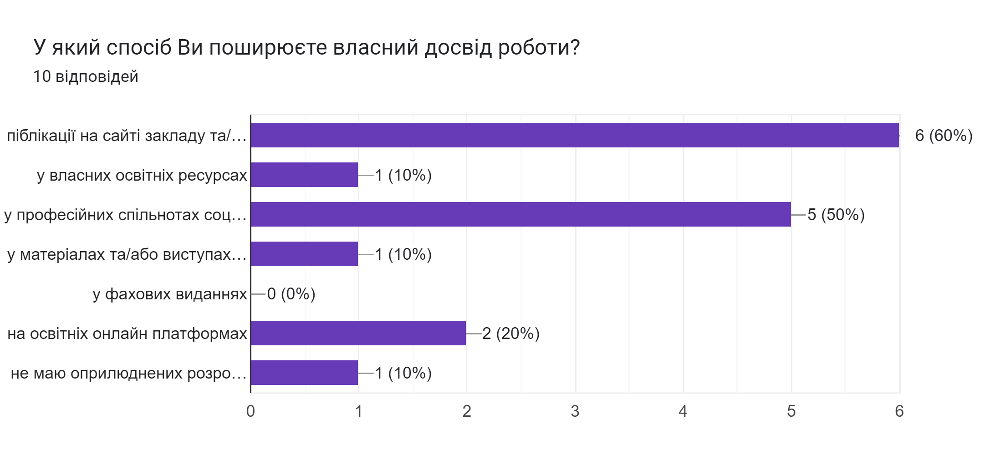 У який спосіб Ви поширюєте власний досвід роботи?
10 відповідей
піблікації на сайті закладу та/… 6 (60%)
у власних освітніх ресурсах 1 (10%)
у професійних спільнотах соц… 5 (50%)
у матеріалах та/або виступах… 1 (10%)
у фахових виданнях 0 (0%)
на освітніх онлайн платформах 2 (20%)
не маю оприлюднених розро… 1 (10%)
0 1 2 3 4 5 6